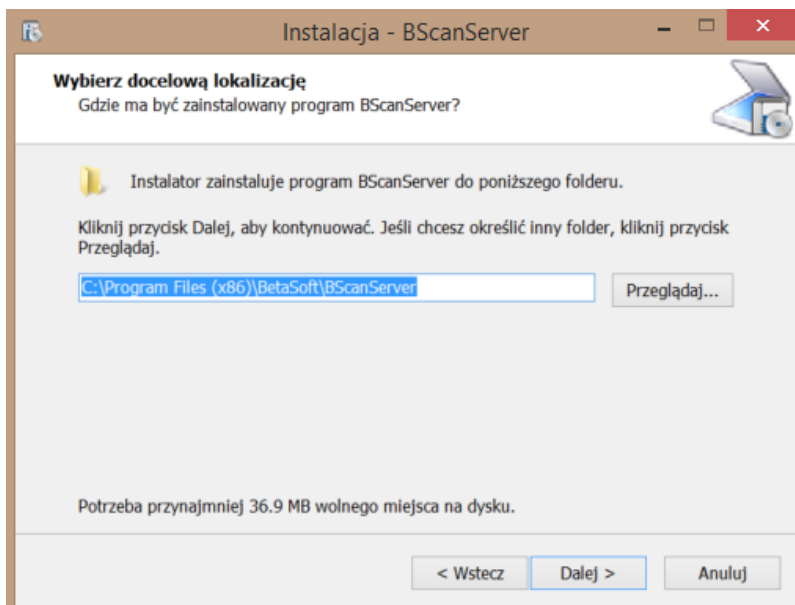 Instalacja - BScanServer
Wybierz docelową lokalizację
Gdzie ma być zainstalowany program BScanServer?
Instalator zainstaluje program BScanServer do poniższego folderu.
Kliknij przycisk Dalej, aby kontynuować. Jeśli chcesz określić inny folder, kliknij przycisk
Przeglądaj.
C:\Program Files (x86)\BetaSoft\BScanServer
Przeglądaj...
Potrzeba przynajmniej 36.9 MB wolnego miejsca na dysku.
< Wstecz Dalej > Anuluj